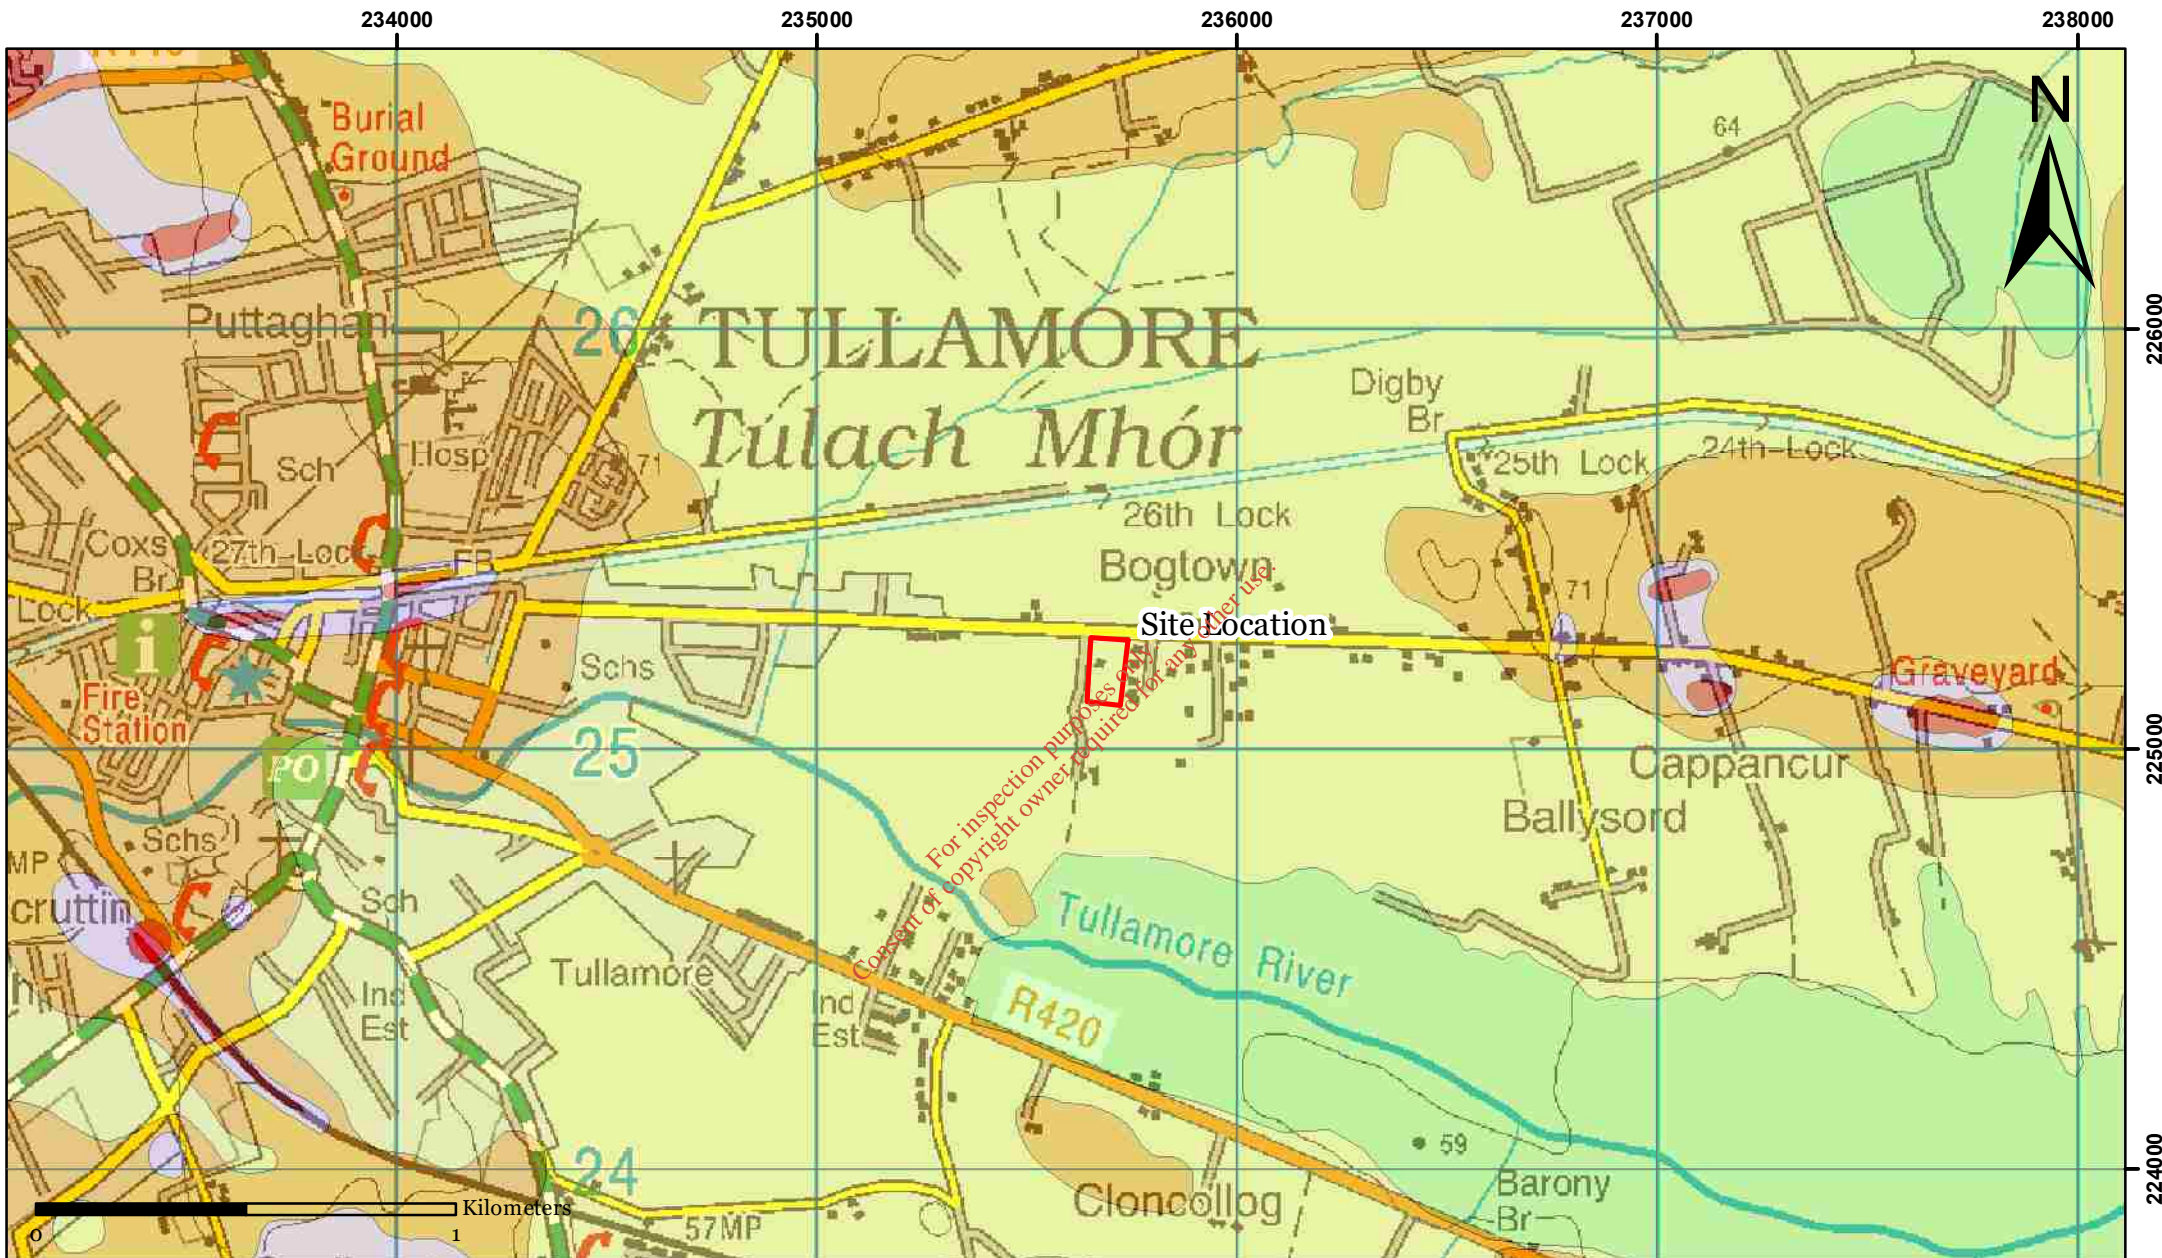 234000
235000
236000
237000
238000
N
Burial
Ground
64
Puttaghan
26
TULLAMORE
Túlach Mhór
226000
Digby
Br
Sch
Hosp
71
25th Lock
24th Lock
26th Lock
Coxs
Br
27th Lock
FB
Bogtown
Lock
71
Site Location
i
Schs
Graveyard
Fire
Station
25
PO
225000
Cappancur
Ballysord
Schs
MP
cruttin
Sch
For inspection purposes only.
Consent of copyright owner required for any other use.
Tullamore River
Tullamore
Ind
Est
Ind
Est
R420
59
24
224000
Cloncollog
Barony
Br
57MP
Kilometers
0
1